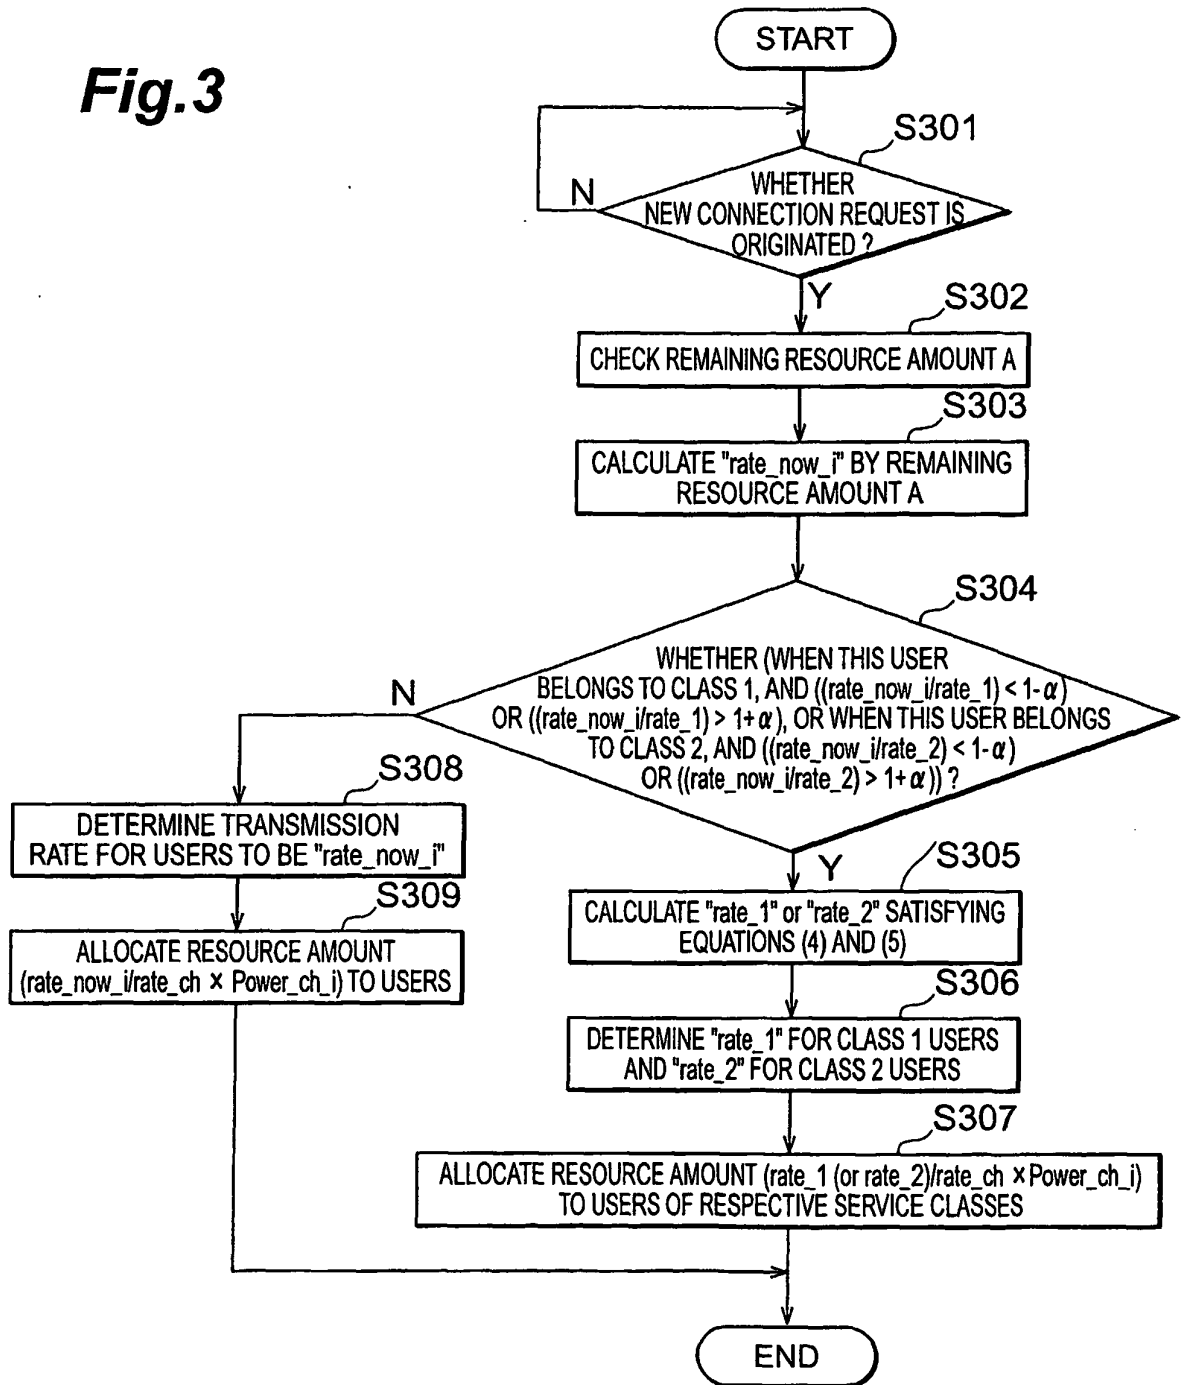 Fig.3
START
S301
WHETHER
NEW CONNECTION REQUEST IS
ORIGINATED ?
N
Y
S302
CHECK REMAINING RESOURCE AMOUNT A
S303
CALCULATE "rate_now_i" BY REMAINING
RESOURCE AMOUNT A
S304
WHETHER (WHEN THIS USER
BELONGS TO CLASS 1, AND ((rate_now_i/rate_1) < 1-α)
OR ((rate_now_i/rate_1) > 1+α), OR WHEN THIS USER BELONGS
TO CLASS 2, AND ((rate_now_i/rate_2) < 1-α)
OR ((rate_now_i/rate_2) > 1+α)) ?
N
Y
S308
DETERMINE TRANSMISSION
RATE FOR USERS TO BE "rate_now_i"
S309
ALLOCATE RESOURCE AMOUNT
(rate_now_i/rate_ch × Power_ch_i) TO USERS
S305
CALCULATE "rate_1" or "rate_2" SATISFYING
EQUATIONS (4) AND (5)
S306
DETERMINE "rate_1" FOR CLASS 1 USERS
AND "rate_2" FOR CLASS 2 USERS
S307
ALLOCATE RESOURCE AMOUNT (rate_1 (or rate_2)/rate_ch × Power_ch_i)
TO USERS OF RESPECTIVE SERVICE CLASSES
END